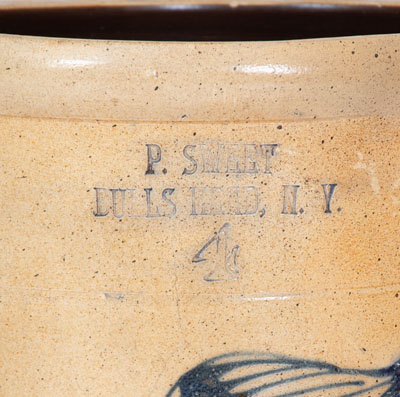 P. SMART
BULLS HEAD, N. Y.
4